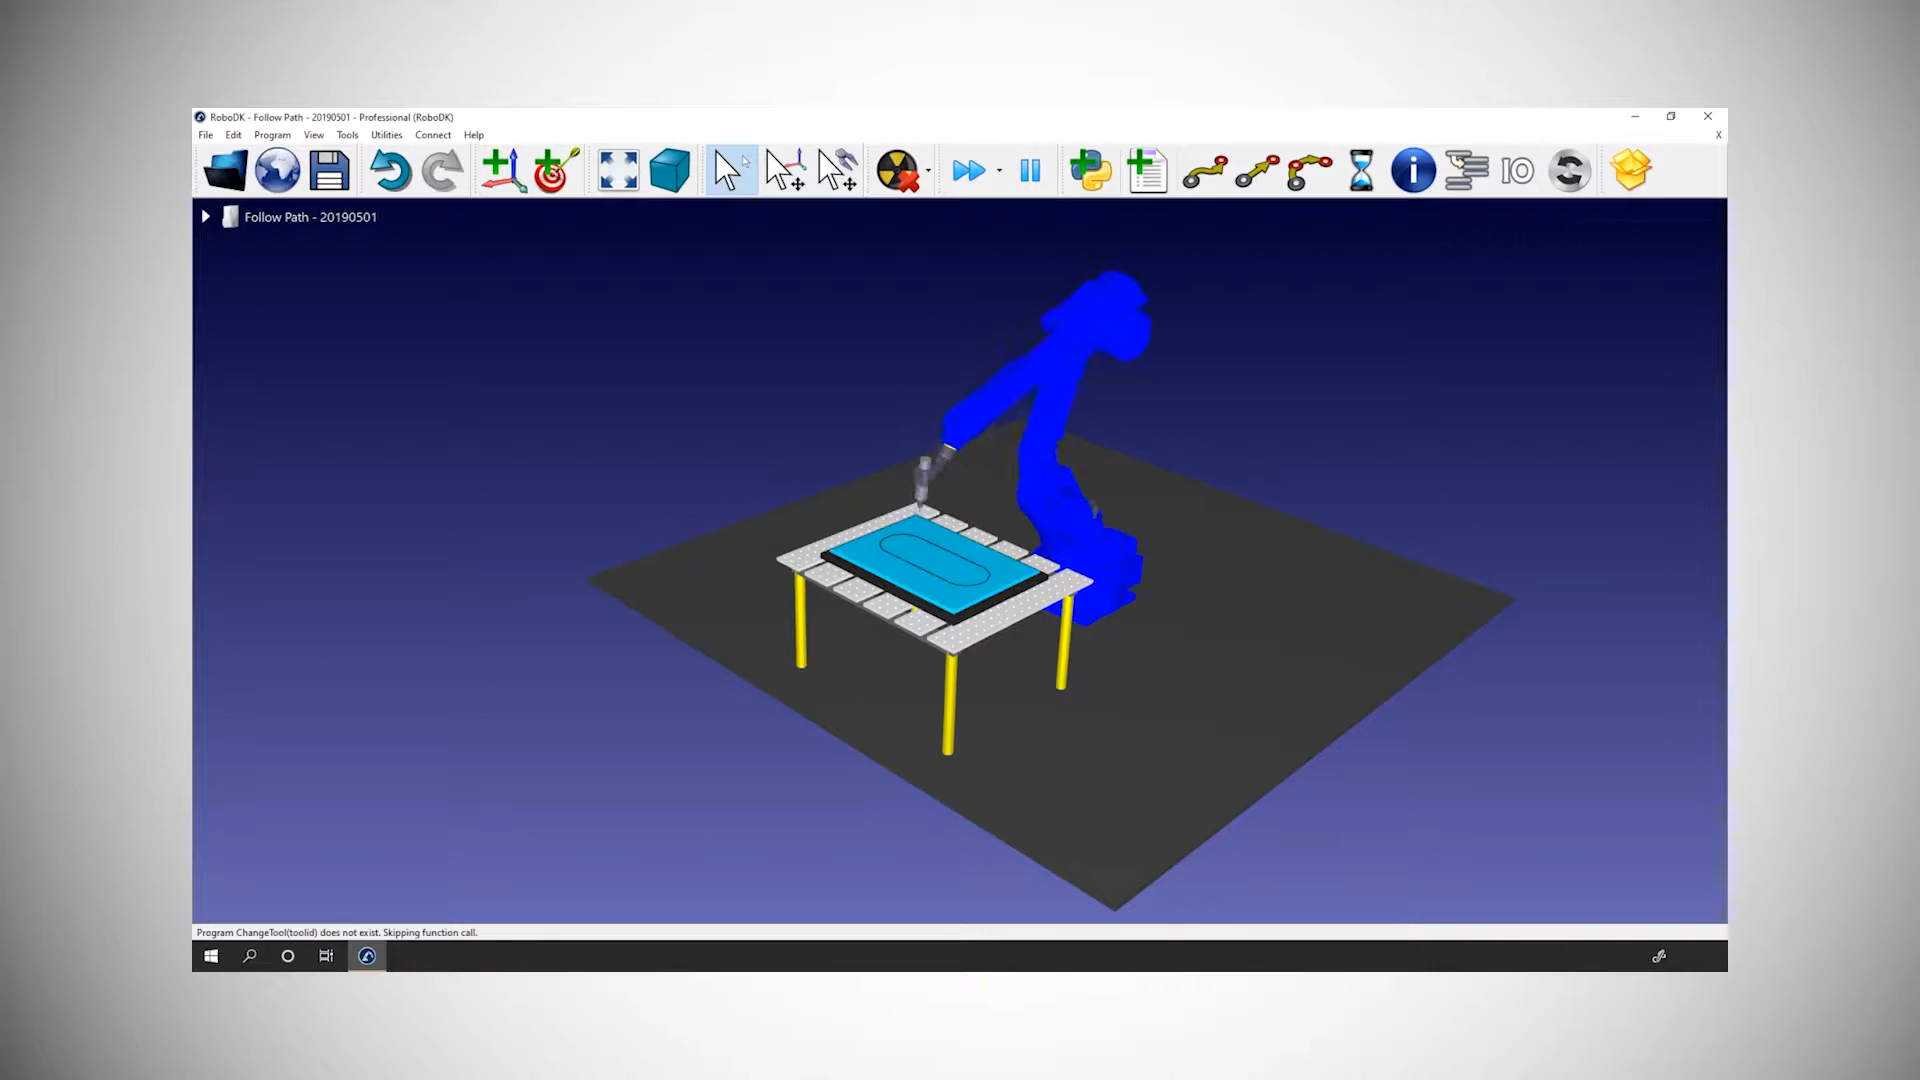 RoboDK - Follow Path - 20190501 - Professional (RoboDK)
File Edit Program View Tools Utilities Connect Help
IO
Follow Path - 20190501
Program ChangeTool(toolid) does not exist. Skipping function call.